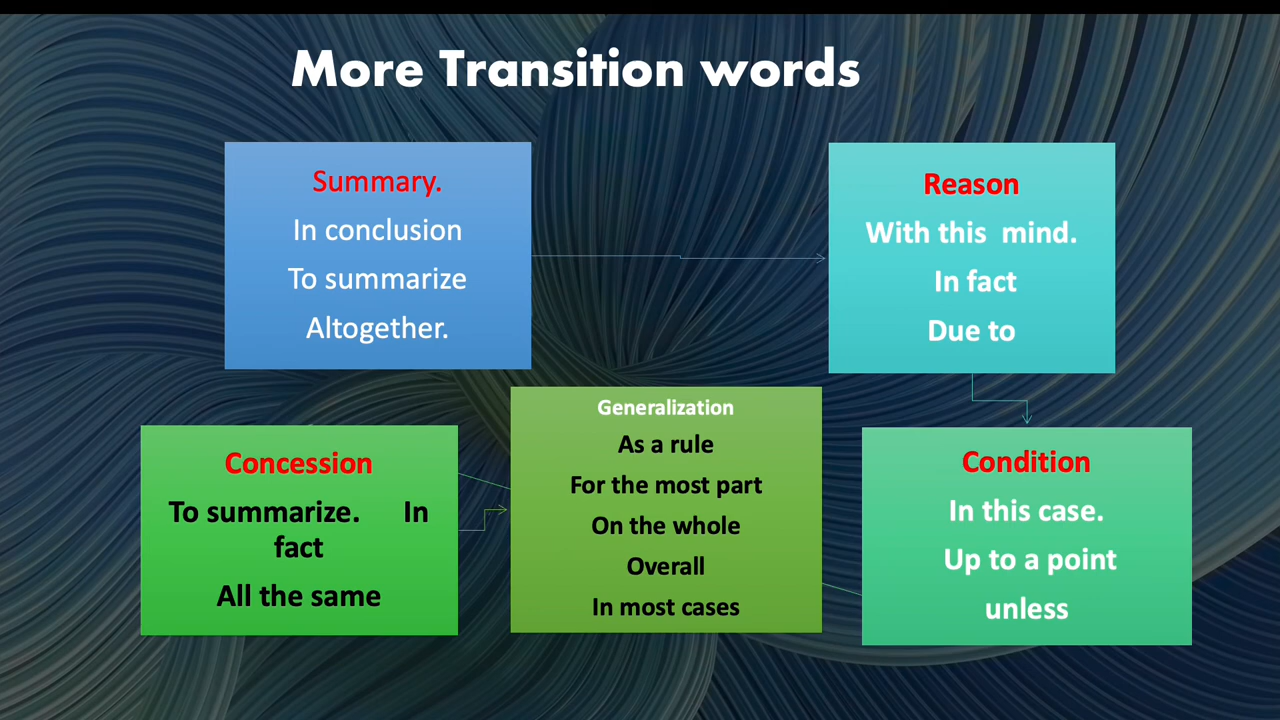 More Transition words
Summary.
In conclusion
To summarize
Altogether.
Reason
With this  mind.
In fact
Due to
Concession
To summarize.      In
fact
All the same
Generalization
As a rule
For the most part
On the whole
Overall
In most cases
Condition
In this case.
Up to a point
unless